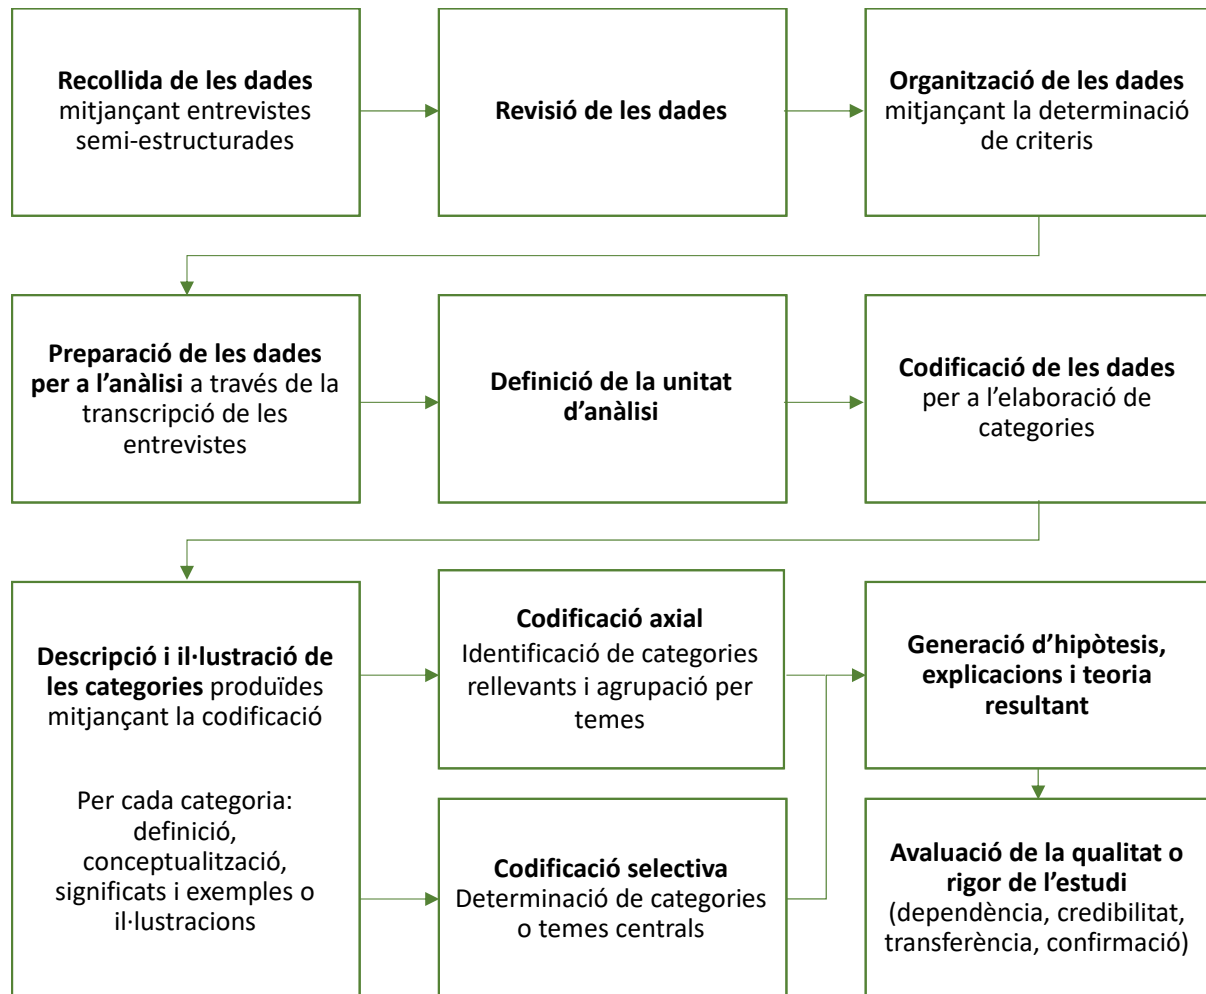 Recollida de les dades
mitjançant entrevistes
semi-estructurades
Revisió de les dades
Organització de les dades
mitjançant la determinació
de criteris
Preparació de les dades
per a l’anàlisi a través de la
transcripció de les
entrevistes
Definició de la unitat
d’anàlisi
Codificació de les dades
per a l’elaboració de
categories
Descripció i il·lustració de
les categories produïdes
mitjançant la codificació
Per cada categoria:
definició,
conceptualització,
significats i exemples o
il·lustracions
Codificació axial
Identificació de categories
rellevants i agrupació per
temes
Codificació selectiva
Determinació de categories
o temes centrals
Generació d’hipòtesis,
explicacions i teoria
resultant
Avaluació de la qualitat o
rigor de l’estudi
(dependència, credibilitat,
transferència, confirmació)